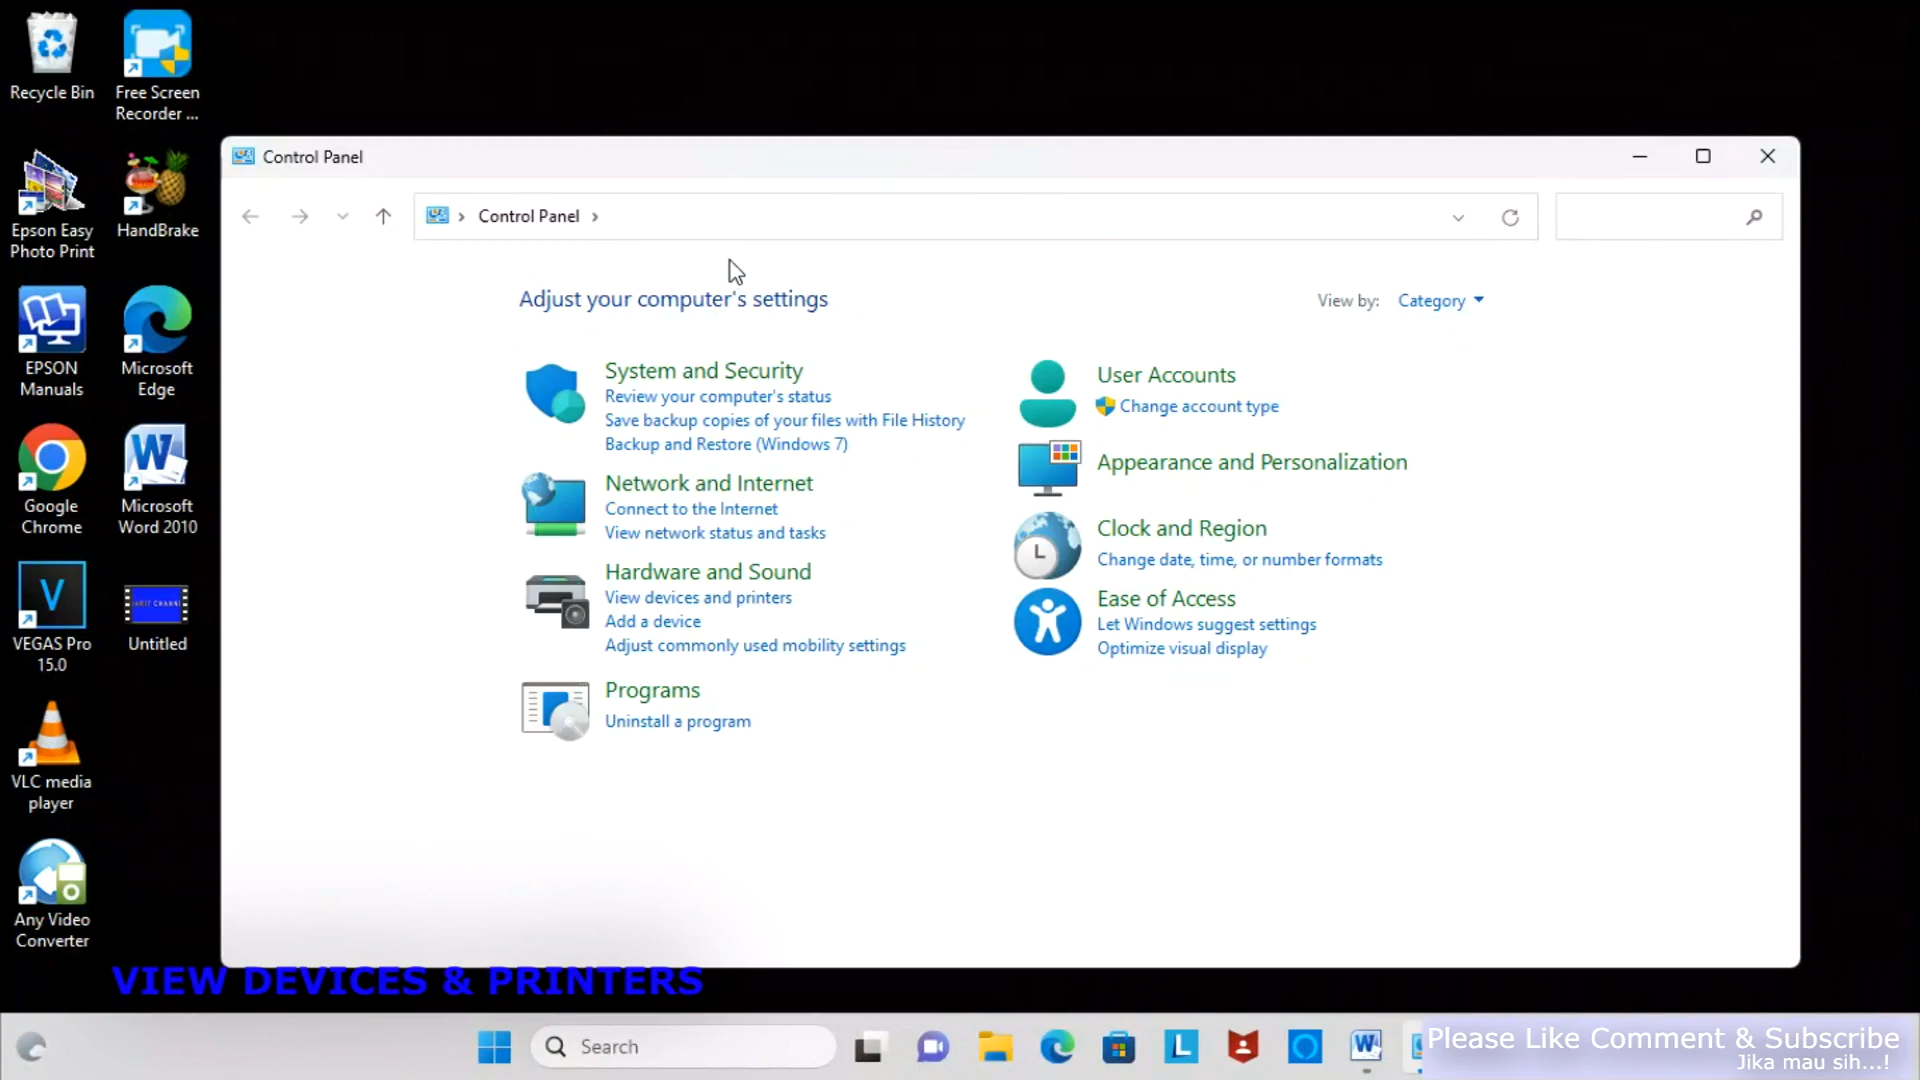 Recycle Bin
Free Screen
Recorder ...
Epson Easy
Photo Print
HandBrake
EPSON
Manuals
Microsoft
Edge
Google
Chrome
Microsoft
Word 2010
VEGAS Pro
15.0
Untitled
VLC media
player
Any Video
Converter
Control Panel
Control Panel
Adjust your computer's settings
View by: Category
System and Security
Review your computer's status
Save backup copies of your files with File History
Backup and Restore (Windows 7)
Network and Internet
Connect to the Internet
View network status and tasks
Hardware and Sound
View devices and printers
Add a device
Adjust commonly used mobility settings
Programs
Uninstall a program
User Accounts
Change account type
Appearance and Personalization
Clock and Region
Change date, time, or number formats
Ease of Access
Let Windows suggest settings
Optimize visual display
VIEW DEVICES & PRINTERS
Search
Please Like Comment & Subscribe
Jika mau sih...!